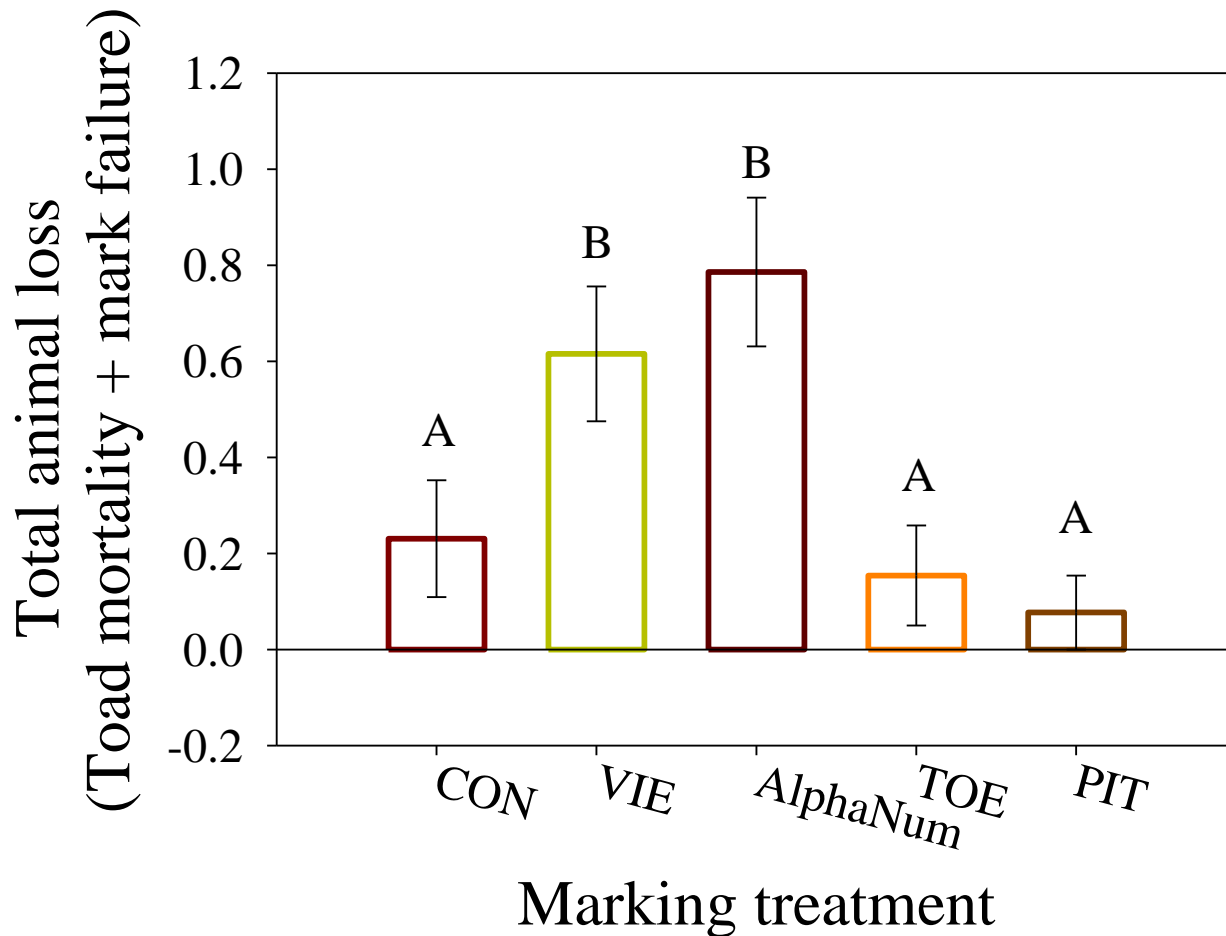 Total animal loss
(Toad mortality + mark failure)
1.2
1.0
0.8
0.6
0.4
0.2
0.0
-0.2
A
B
B
A
A
CON
VIE
AlphaNum
TOE
PIT
Marking treatment